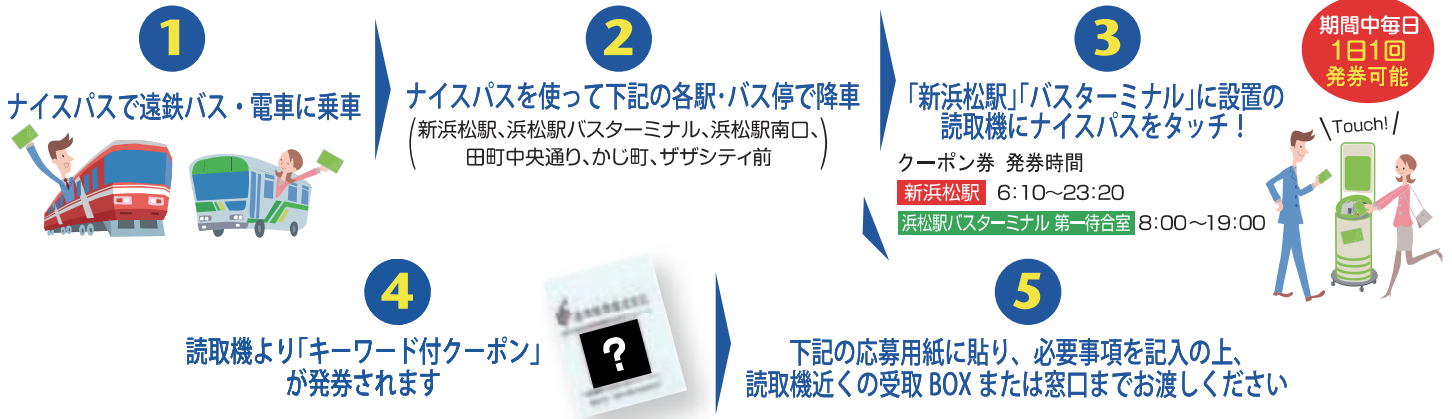 1
ナイスパスで遠鉄バス・電車に乗車
2
ナイスパスを使って下記の各駅・バス停で降車
(新浜松駅、浜松駅バスターミナル、浜松駅南口、
田町中央通り、かじ町、ザザシティ前)
3
「新浜松駅」「バスターミナル」に設置の
読取機にナイスパスをタッチ!
クーポン券 発券時間
新浜松駅 6:10〜23:20
浜松駅バスターミナル 第一待合室 8:00〜19:00
期間中毎日
1日1回
発券可能
Touch!
4
読取機より「キーワード付クーポン」
が発券されます
?
5
下記の応募用紙に貼り、必要事項を記入の上、
読取機近くの受取 BOX または窓口までお渡しください